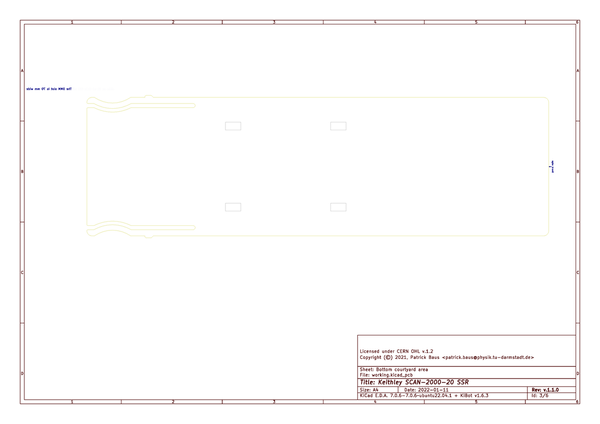 1 2 3 4 5 6
A A
B B
C C
Licensed under CERN OHL v.1.2
Copyright (C) 2021, Patrick Baus <patrick.baus@physik.tu-darmstadt.de>
Sheet: Bottom courtyard area
File: working.kicad_pcb
D D
Title: Keithley SCAN-2000-20 SSR
Size: A4 Date: 2022-01-11 Rev: v.1.1.0
KiCad E.D.A. 7.0.6-7.0.6~ubuntu22.04.1 + KiBot v1.6.3 Id: 3/6
1 2 3 4 5 6